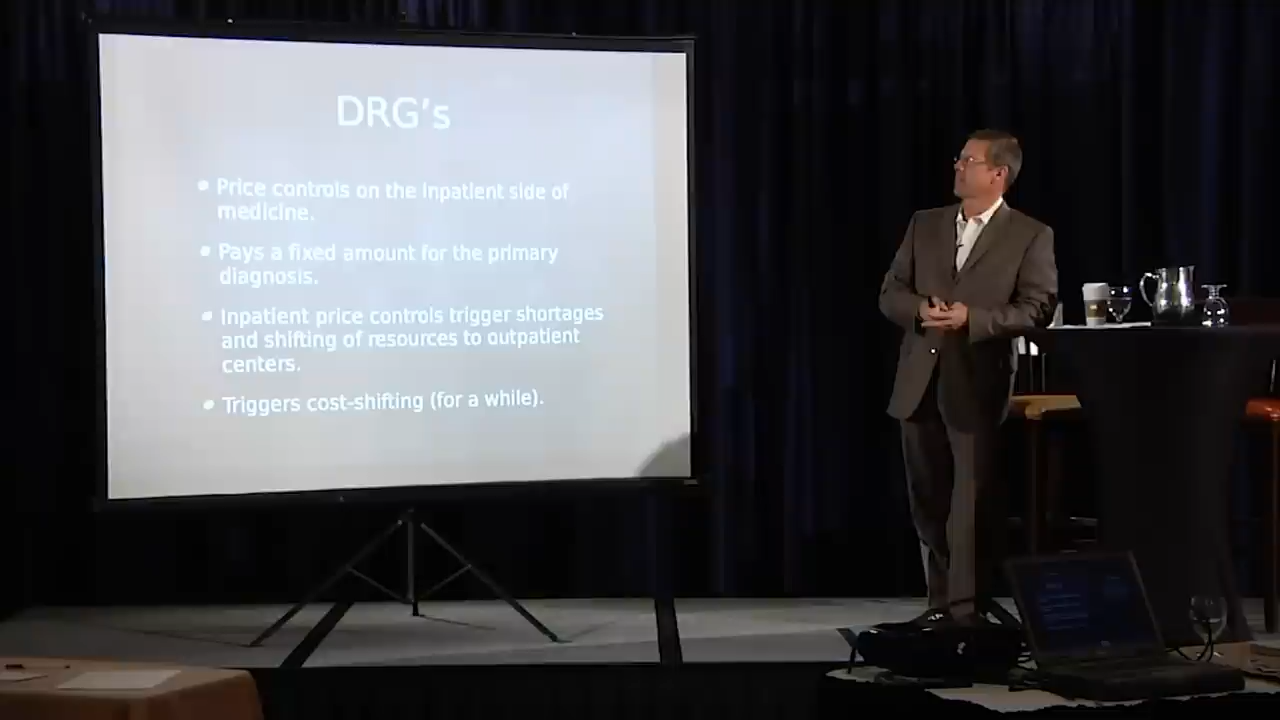 DRG's
• Price controls on the inpatient side of
medicine.
• Pays a fixed amount for the primary
diagnosis.
• Inpatient price controls trigger shortages
and shifting of resources to outpatient
centers.
• Triggers cost-shifting (for a while).